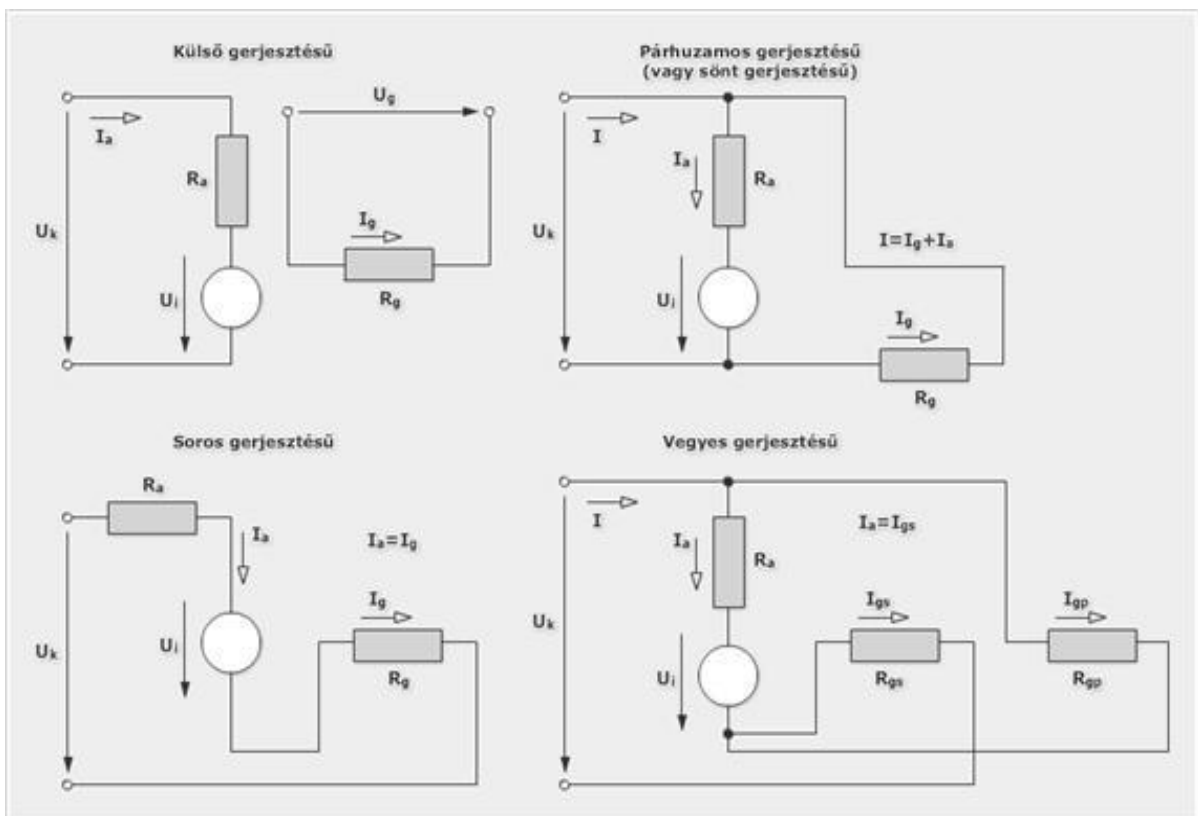 Külső gerjesztésű
Ia
Ra
Uk
Ui
Ug
Ig
Rg
Párhuzamos gerjesztésű
(vagy sönt gerjesztésű)
I
Ia
Ra
Uk
Ui
I=Ig+Ia
Ig
Rg
Soros gerjesztésű
Ra
Ia
Ia=Ig
Uk
Ui
Ig
Rg
Vegyes gerjesztésű
I
Ia
Ra
Ia=Igs
Uk
Ui
Igs
Rgs
Igp
Rgp